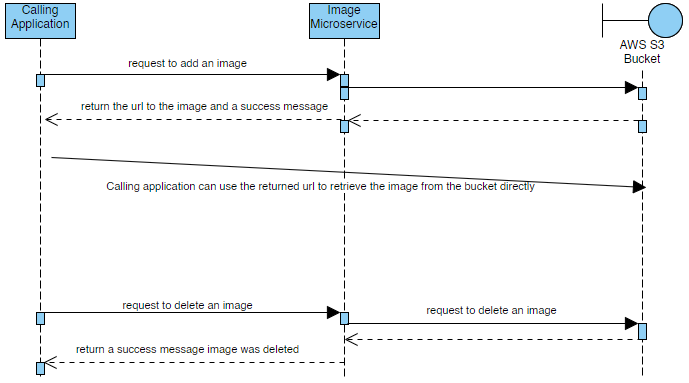 Calling
Application
Image
Microservice
AWS S3
Bucket
request to add an image
return the url to the image and a success message
Calling application can use the returned url to retrieve the image from the bucket directly
request to delete an image
request to delete an image
return a success message image was deleted